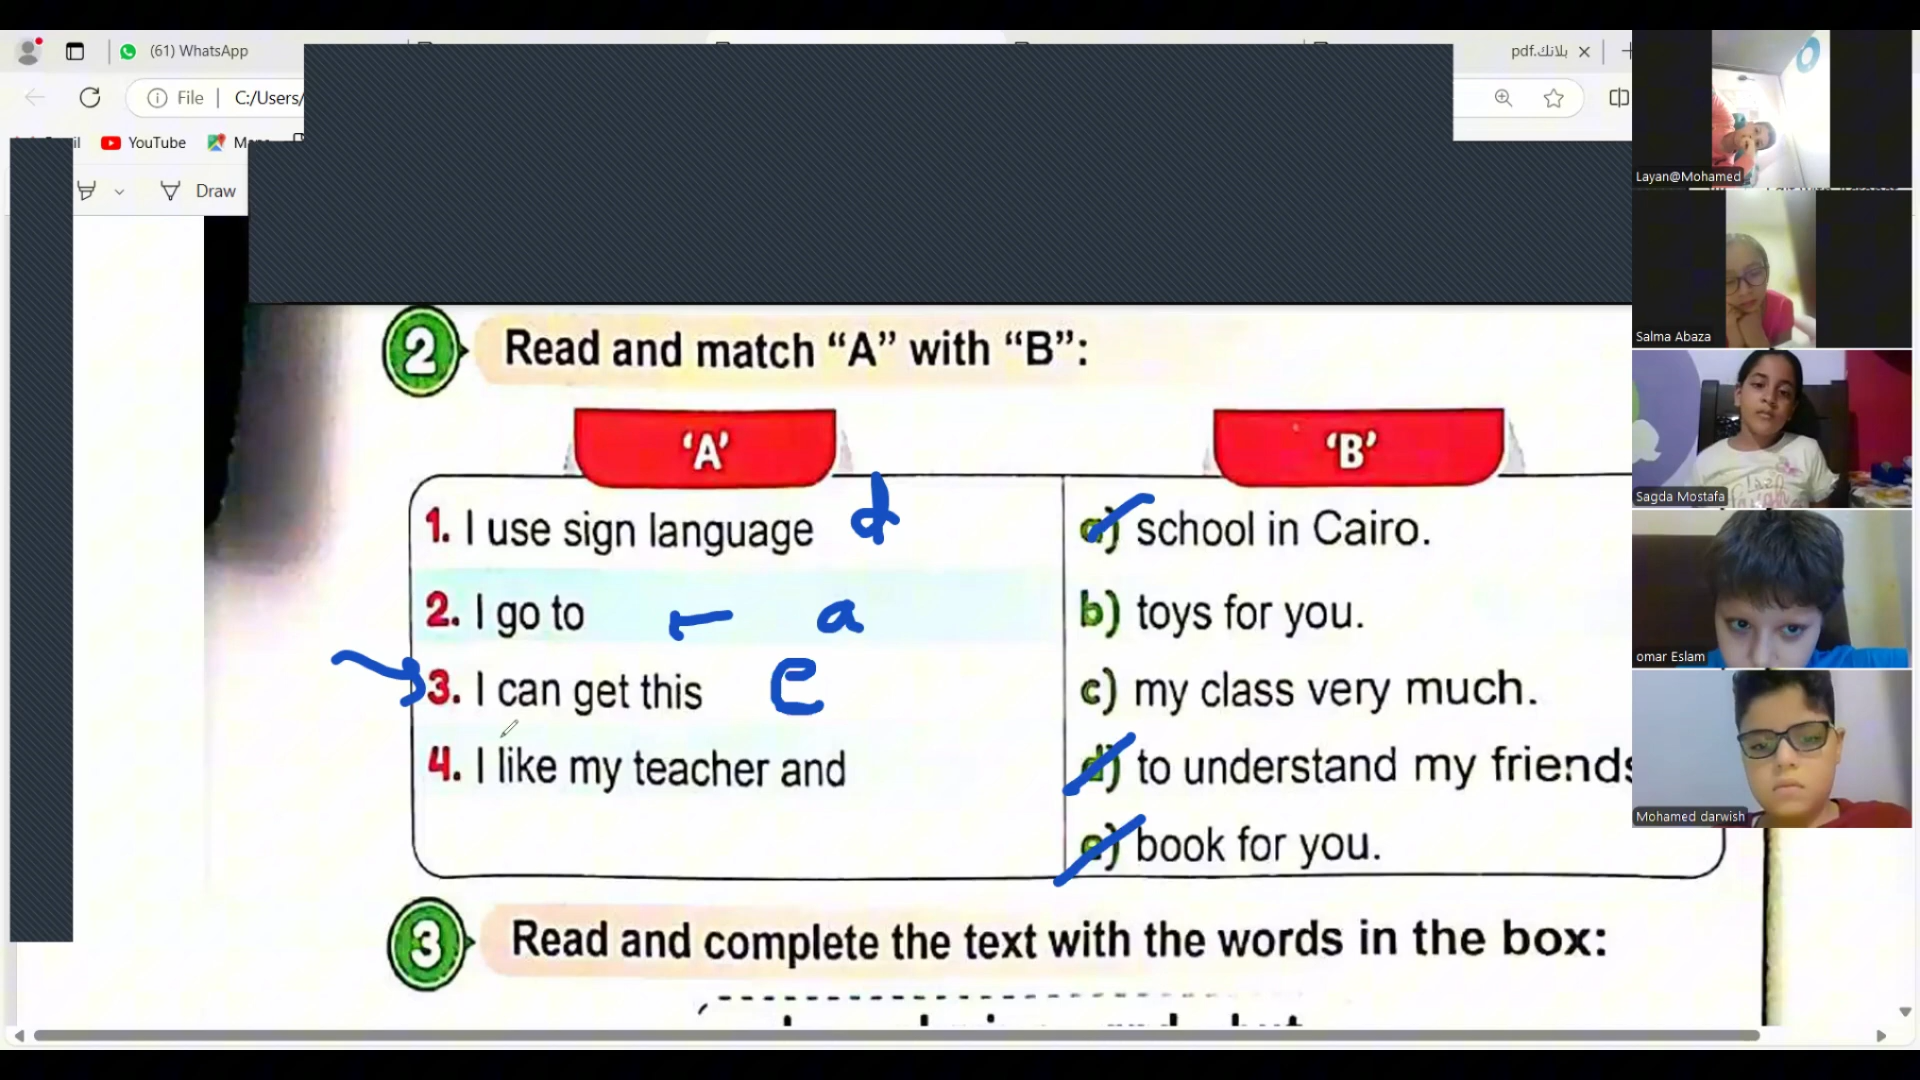 (61) WhatsApp
بلانك.pdf
File
C:/Users/
YouTube
Draw
2 Read and match “A” with “B”:
‘A’
‘B’
1. I use sign language d
a) school in Cairo.
2. I go to a
b) toys for you.
3. I can get this e
c) my class very much.
4. I like my teacher and
d) to understand my friends
e) book for you.
3 Read and complete the text with the words in the box:
Layan@Mohamed
Salma Abaza
Sagda Mostafa
omar Eslam
Mohamed darwish